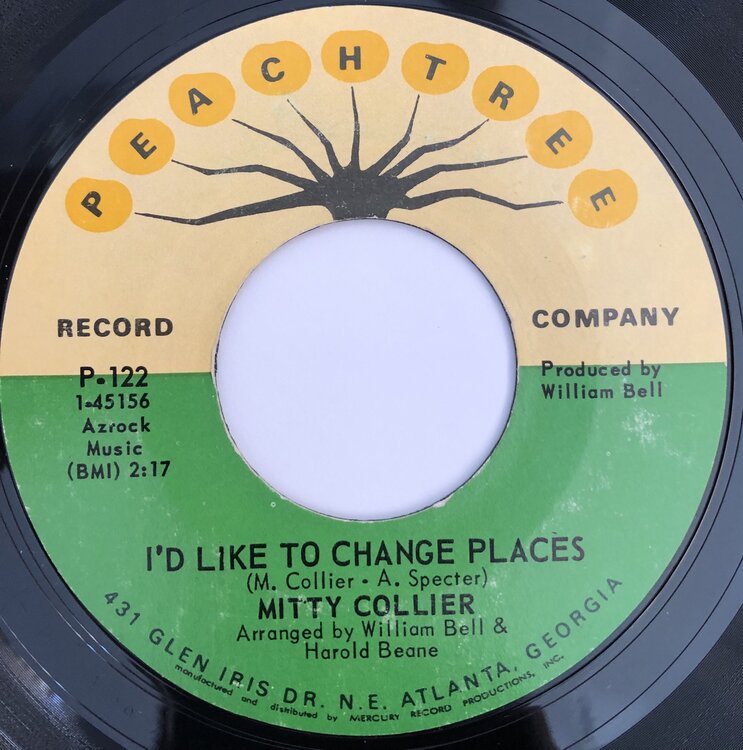 PEACHTREE
RECORD COMPANY
P-122
1-45156
Azrock
Music
(BMI) 2:17
Produced by
William Bell
I'D LIKE TO CHANGE PLACES
(M. Collier - A. Specter)
MITTY COLLIER
Arranged by William Bell &
Harold Beane
431 GLEN IRIS DR. N.E. ATLANTA, GEORGIA
manufactured and distributed by MERCURY RECORD PRODUCTIONS, INC.